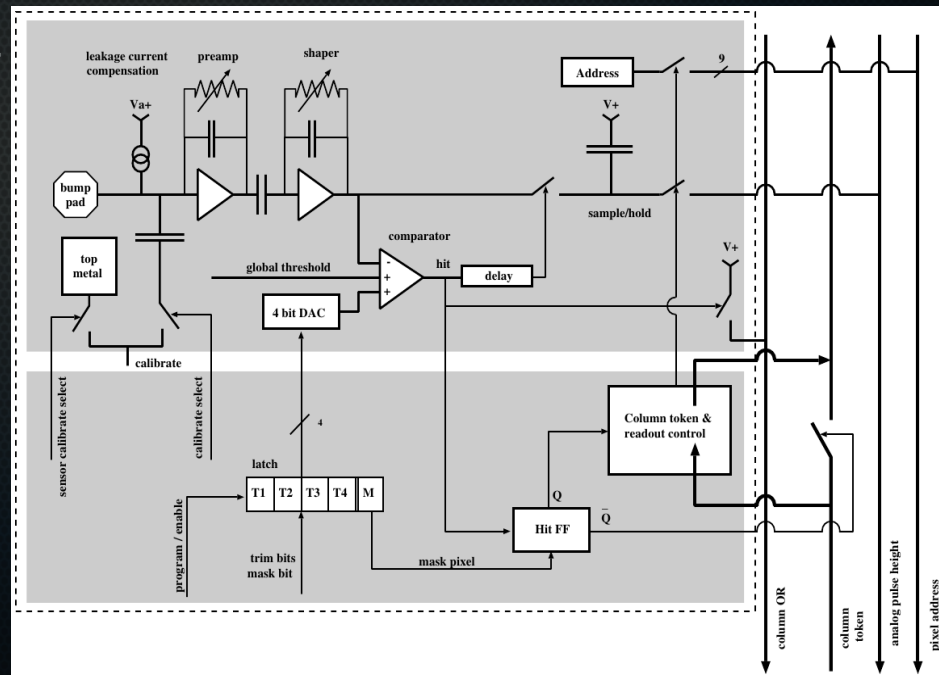 leakage current
compensation
preamp
shaper
Va+
Address
9
V+
bump
pad
sample/hold
top
metal
comparator
-
+
+
global threshold
hit
delay
V+
4 bit DAC
calibrate
sensor calibrate select
calibrate select
4
Column token &
readout control
latch
T1 T2 T3 T4 M
Q
Q̄
Hit FF
program / enable
trim bits
mask bit
mask pixel
column OR
column
token
analog pulse height
pixel address